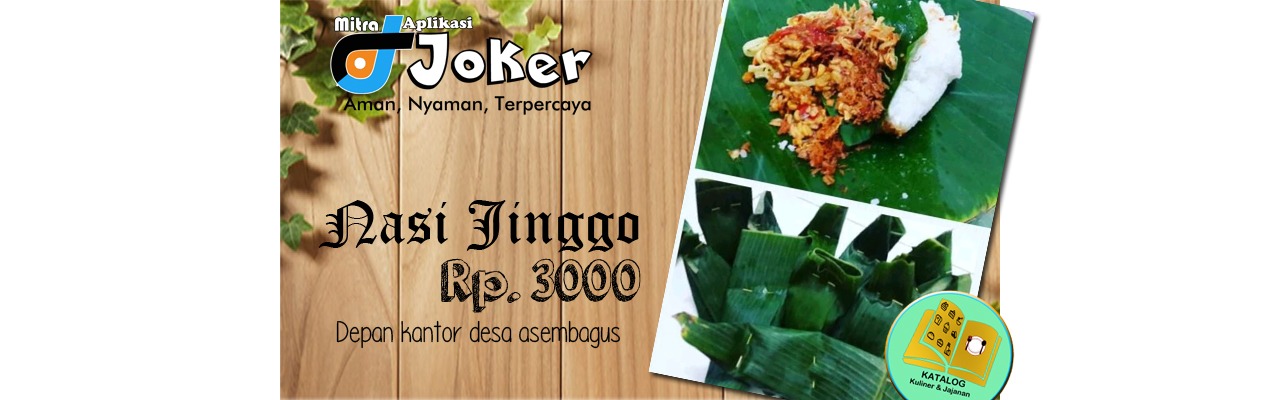 Mitra Aplikasi
JoKer
Aman, Nyaman, Terpercaya
Nasi Jinggo
Rp. 3000
Depan kantor desa asembagus
KATALOG
Kuliner & Jajanan